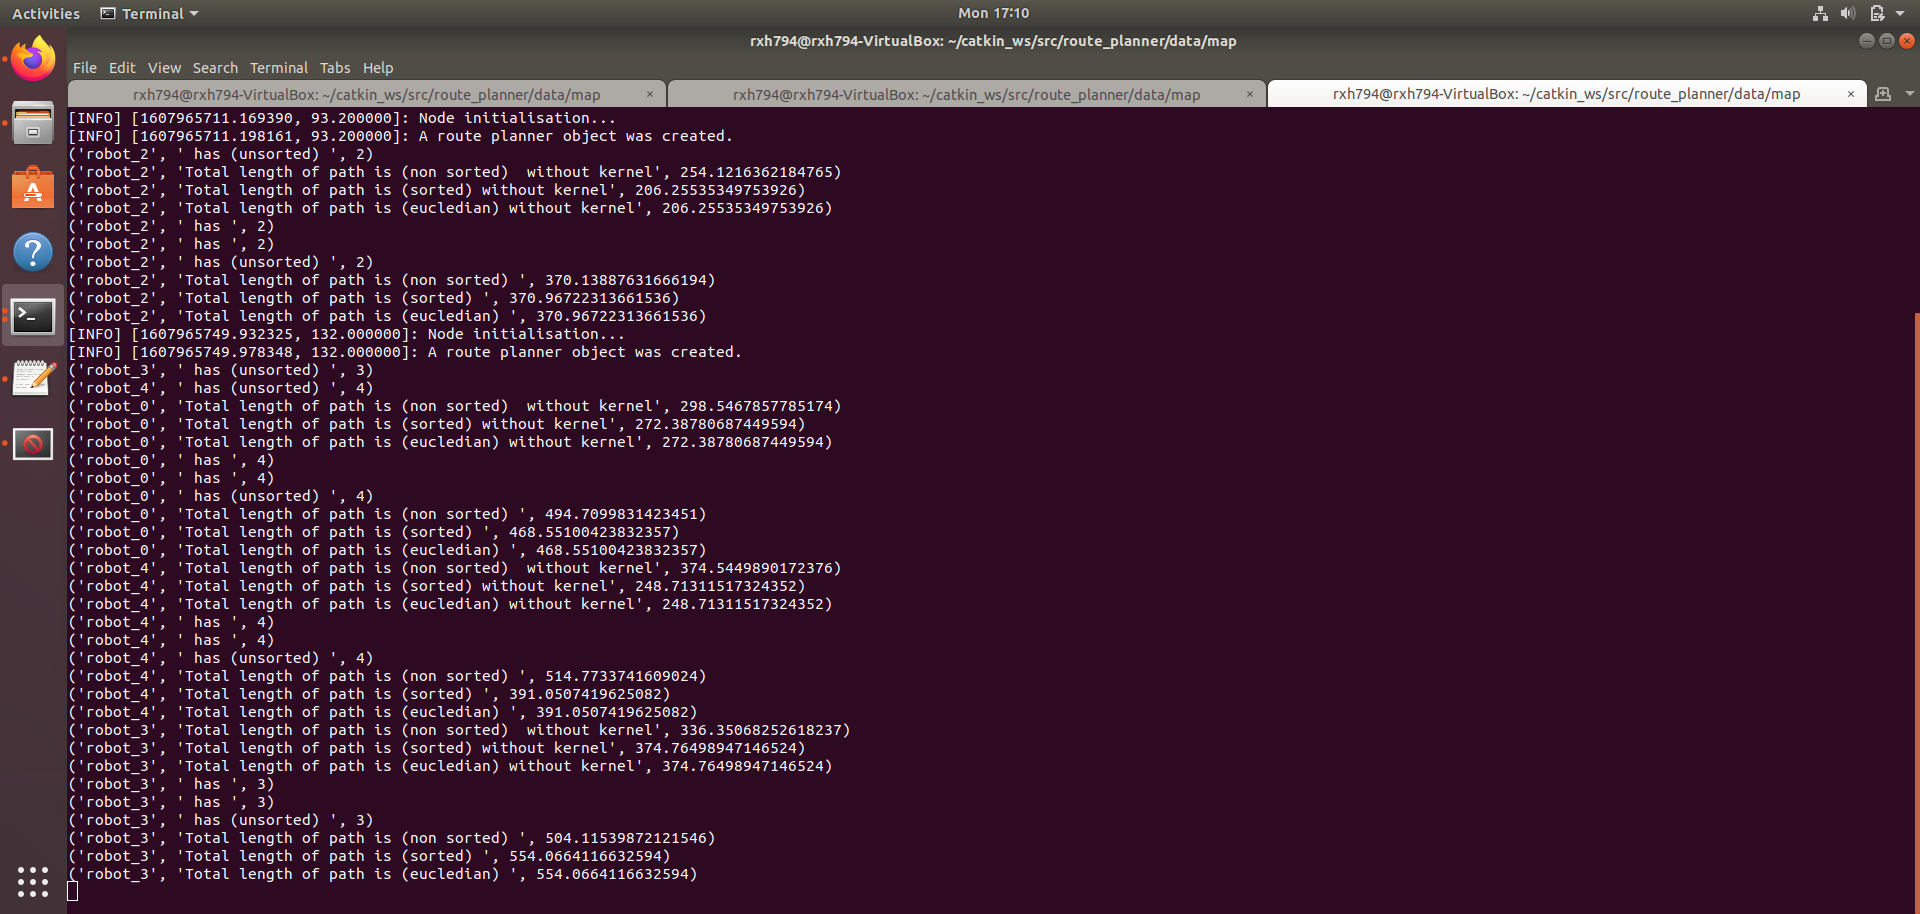 Activities Terminal Mon 17:10
rxh794@rxh794-VirtualBox: ~/catkin_ws/src/route_planner/data/map
File Edit View Search Terminal Tabs Help
rxh794@rxh794-VirtualBox: ~/catkin_ws/src/route_planner/data/map × rxh794@rxh794-VirtualBox: ~/catkin_ws/src/route_planner/data/map × rxh794@rxh794-VirtualBox: ~/catkin_ws/src/route_planner/data/map ×
[INFO] [1607965711.169390, 93.200000]: Node initialisation...
[INFO] [1607965711.198161, 93.200000]: A route planner object was created.
('robot_2', ' has (unsorted) ', 2)
('robot_2', 'Total length of path is (non sorted)  without kernel', 254.1216362184765)
('robot_2', 'Total length of path is (sorted) without kernel', 206.25535349753926)
('robot_2', 'Total length of path is (eucledian) without kernel', 206.25535349753926)
('robot_2', ' has ', 2)
('robot_2', ' has ', 2)
('robot_2', ' has (unsorted) ', 2)
('robot_2', 'Total length of path is (non sorted) ', 370.13887631666194)
('robot_2', 'Total length of path is (sorted) ', 370.96722313661536)
('robot_2', 'Total length of path is (eucledian) ', 370.96722313661536)
[INFO] [1607965749.932325, 132.000000]: Node initialisation...
[INFO] [1607965749.978348, 132.000000]: A route planner object was created.
('robot_3', ' has (unsorted) ', 3)
('robot_4', ' has (unsorted) ', 4)
('robot_0', 'Total length of path is (non sorted)  without kernel', 298.5467857785174)
('robot_0', 'Total length of path is (sorted) without kernel', 272.38780687449594)
('robot_0', 'Total length of path is (eucledian) without kernel', 272.38780687449594)
('robot_0', ' has ', 4)
('robot_0', ' has ', 4)
('robot_0', ' has (unsorted) ', 4)
('robot_0', 'Total length of path is (non sorted) ', 494.7099831423451)
('robot_0', 'Total length of path is (sorted) ', 468.55100423832357)
('robot_0', 'Total length of path is (eucledian) ', 468.55100423832357)
('robot_4', 'Total length of path is (non sorted)  without kernel', 374.5449890172376)
('robot_4', 'Total length of path is (sorted) without kernel', 248.71311517324352)
('robot_4', 'Total length of path is (eucledian) without kernel', 248.71311517324352)
('robot_4', ' has ', 4)
('robot_4', ' has ', 4)
('robot_4', ' has (unsorted) ', 4)
('robot_4', 'Total length of path is (non sorted) ', 514.7733741609024)
('robot_4', 'Total length of path is (sorted) ', 391.0507419625082)
('robot_4', 'Total length of path is (eucledian) ', 391.0507419625082)
('robot_3', 'Total length of path is (non sorted)  without kernel', 336.35068252618237)
('robot_3', 'Total length of path is (sorted) without kernel', 374.76498947146524)
('robot_3', 'Total length of path is (eucledian) without kernel', 374.76498947146524)
('robot_3', ' has ', 3)
('robot_3', ' has ', 3)
('robot_3', ' has (unsorted) ', 3)
('robot_3', 'Total length of path is (non sorted) ', 504.11539872121546)
('robot_3', 'Total length of path is (sorted) ', 554.0664116632594)
('robot_3', 'Total length of path is (eucledian) ', 554.0664116632594)